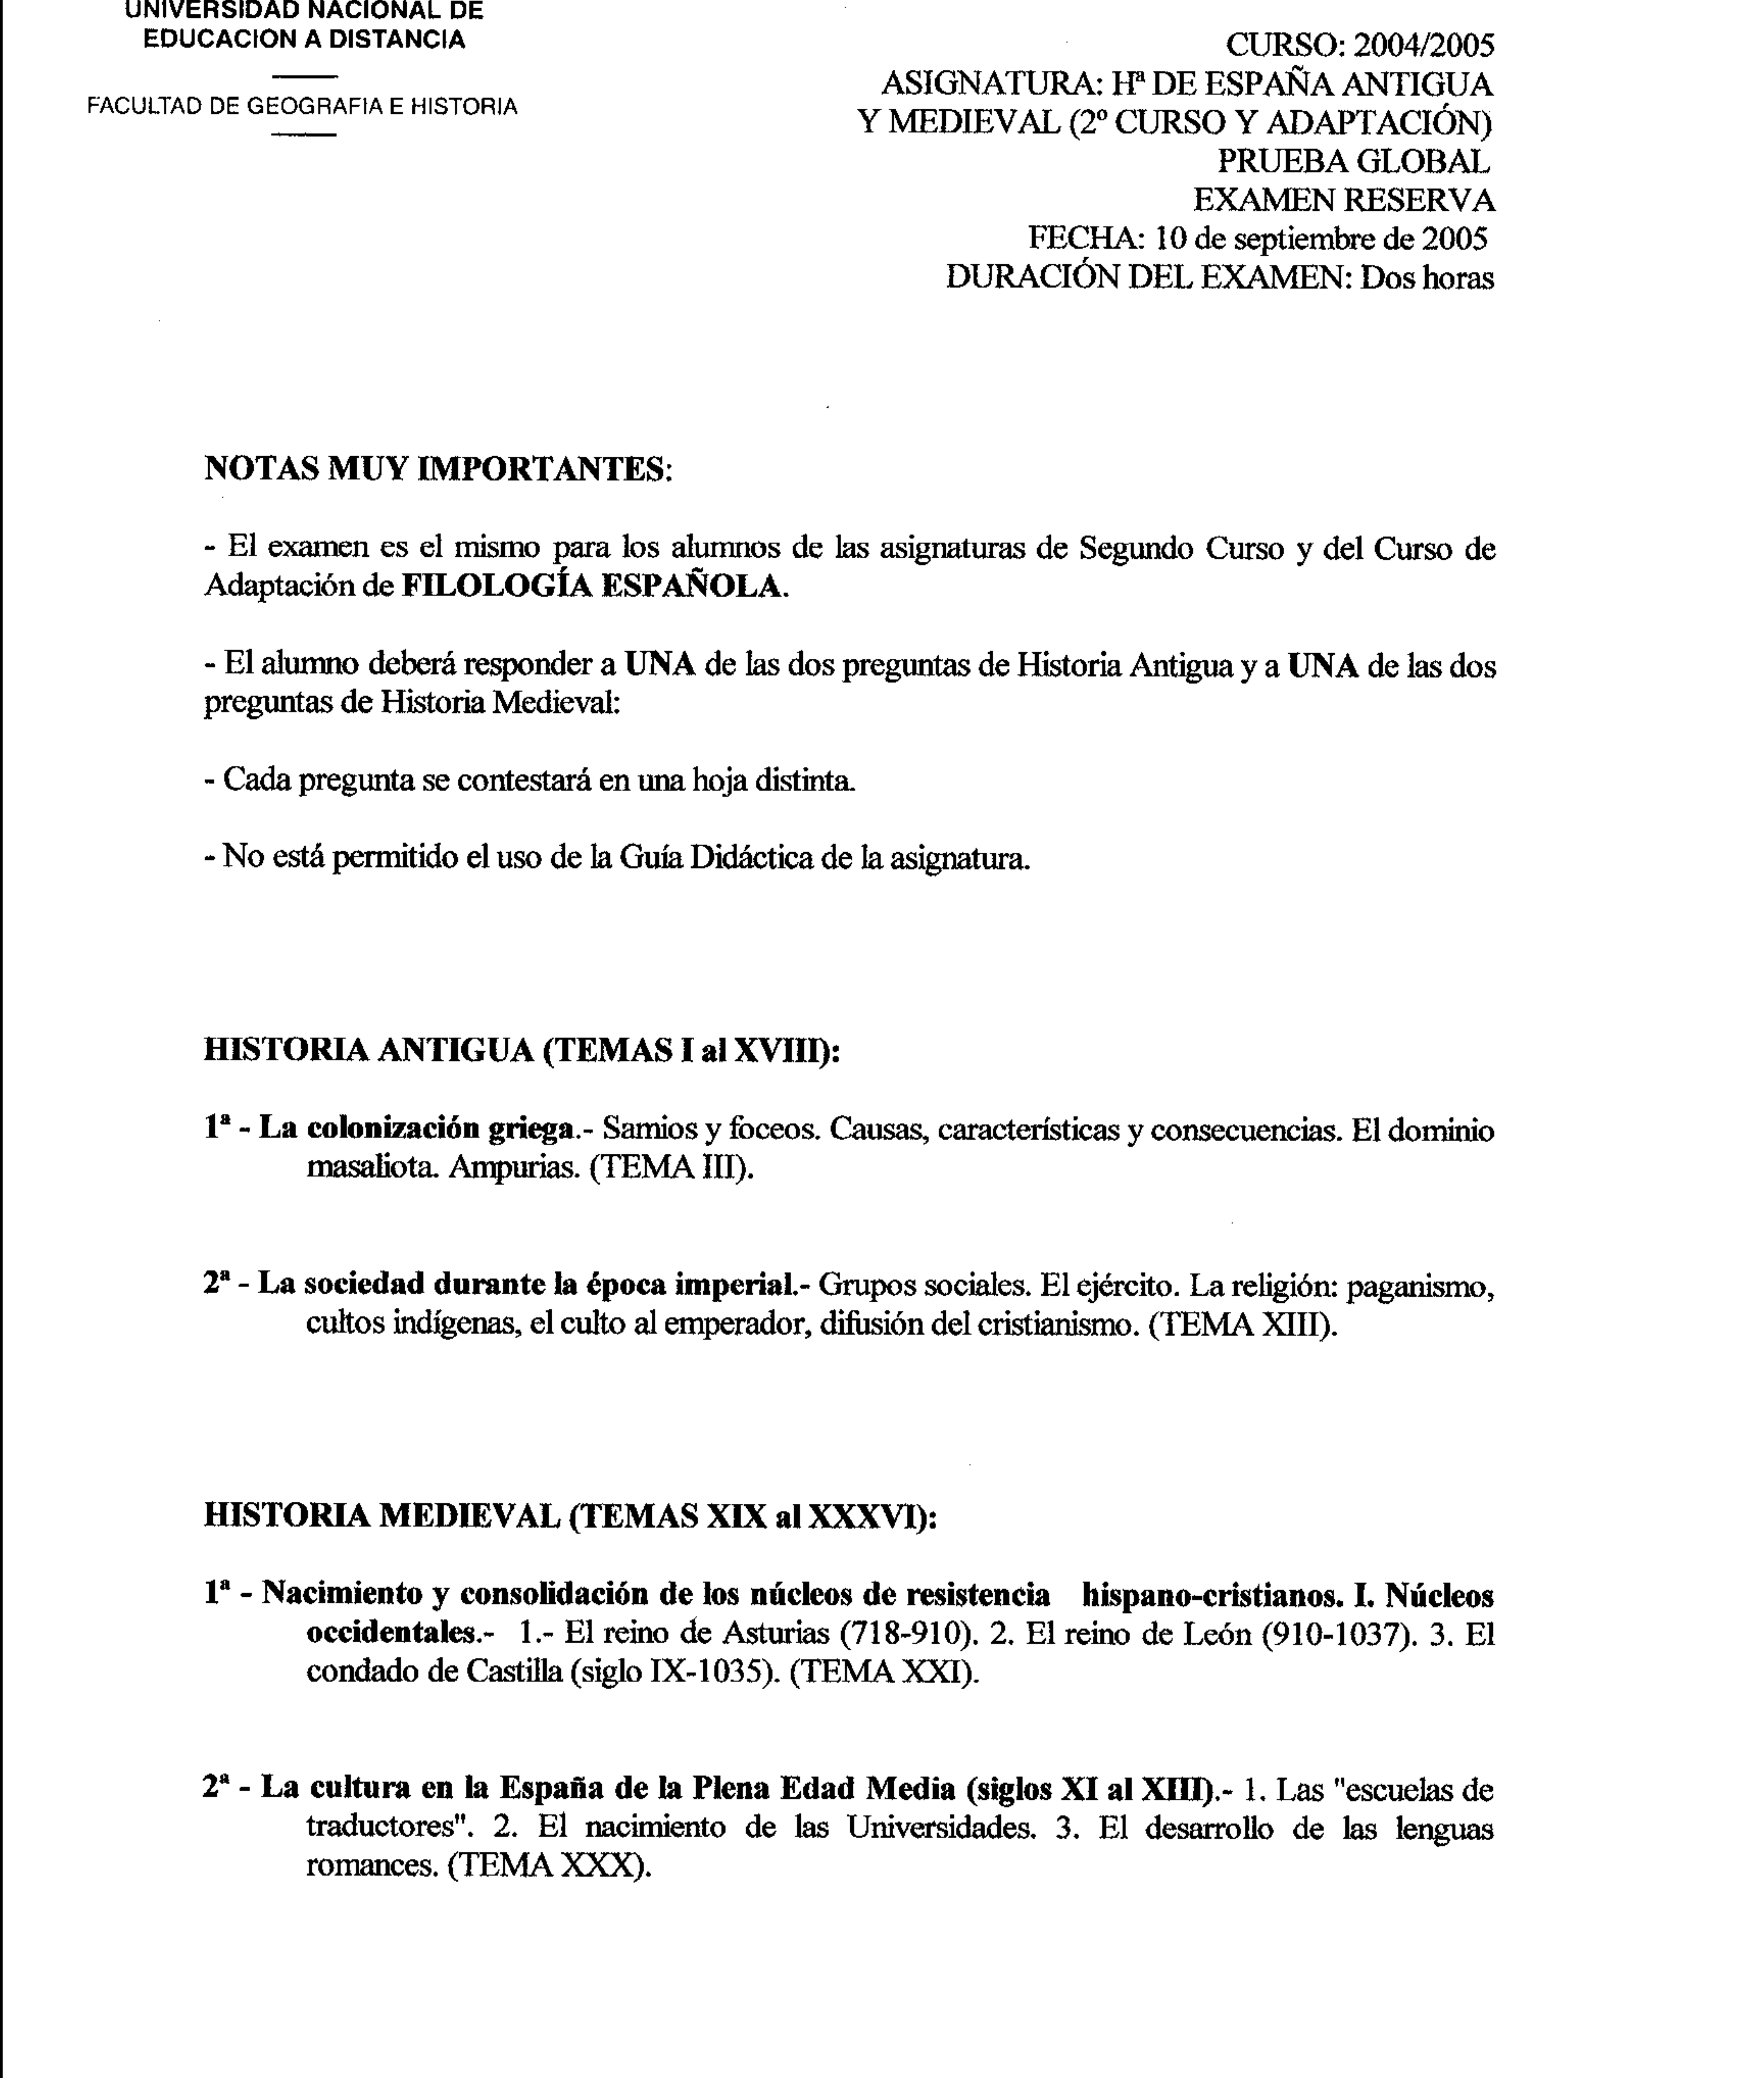 UNIVERSIDAD NACIONAL DE
EDUCACION A DISTANCIA
FACULTAD DE GEOGRAFIA E HISTORIA
CURSO: 2004/2005
ASIGNATURA: Hª DE ESPAÑA ANTIGUA
Y MEDIEVAL (2º CURSO Y ADAPTACIÓN)
PRUEBA GLOBAL
EXAMEN RESERVA
FECHA: 10 de septiembre de 2005
DURACIÓN DEL EXAMEN: Dos horas
NOTAS MUY IMPORTANTES:
- El examen es el mismo para los alumnos de las asignaturas de Segundo Curso y del Curso de
Adaptación de FILOLOGÍA ESPAÑOLA.
- El alumno deberá responder a UNA de las dos preguntas de Historia Antigua y a UNA de las dos
preguntas de Historia Medieval:
- Cada pregunta se contestará en una hoja distinta.
- No está permitido el uso de la Guía Didáctica de la asignatura.
HISTORIA ANTIGUA (TEMAS I al XVIII):
1ª - La colonización griega.- Samios y foceos. Causas, características y consecuencias. El dominio
masaliota. Ampurias. (TEMA III).
2ª - La sociedad durante la época imperial.- Grupos sociales. El ejército. La religión: paganismo,
cultos indígenas, el culto al emperador, difusión del cristianismo. (TEMA XIII).
HISTORIA MEDIEVAL (TEMAS XIX al XXXVI):
1ª - Nacimiento y consolidación de los núcleos de resistencia hispano-cristianos. I. Núcleos
occidentales.- 1.- El reino de Asturias (718-910). 2. El reino de León (910-1037). 3. El
condado de Castilla (siglo IX-1035). (TEMA XXI).
2ª - La cultura en la España de la Plena Edad Media (siglos XI al XIII).- 1. Las "escuelas de
traductores". 2. El nacimiento de las Universidades. 3. El desarrollo de las lenguas
romances. (TEMA XXX).